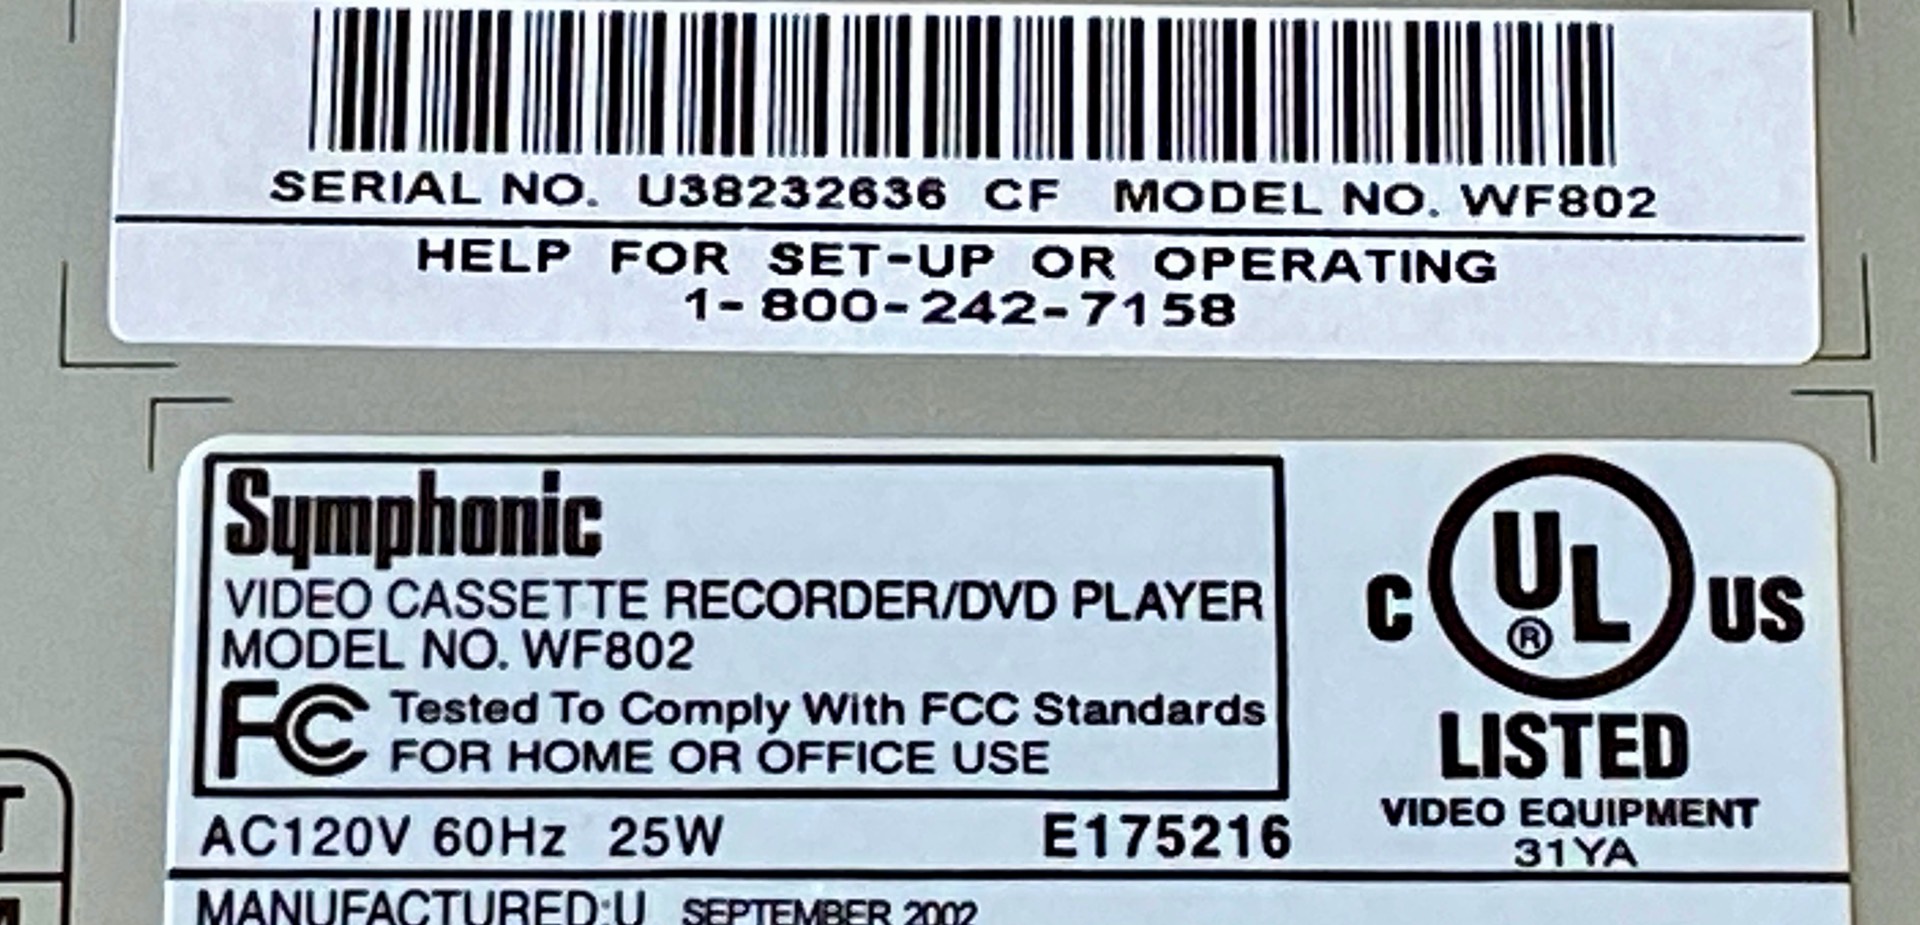 SERIAL NO. U38232636 CF MODEL NO. WF802
HELP FOR SET-UP OR OPERATING
1-800-242-7158
Symphonic
VIDEO CASSETTE RECORDER/DVD PLAYER
MODEL NO. WF802
FC Tested To Comply With FCC Standards
FOR HOME OR OFFICE USE
C UL® US
LISTED
VIDEO EQUIPMENT
31YA
AC120V 60Hz 25W E175216
MANUFACTURED:U SEPTEMBER 2002